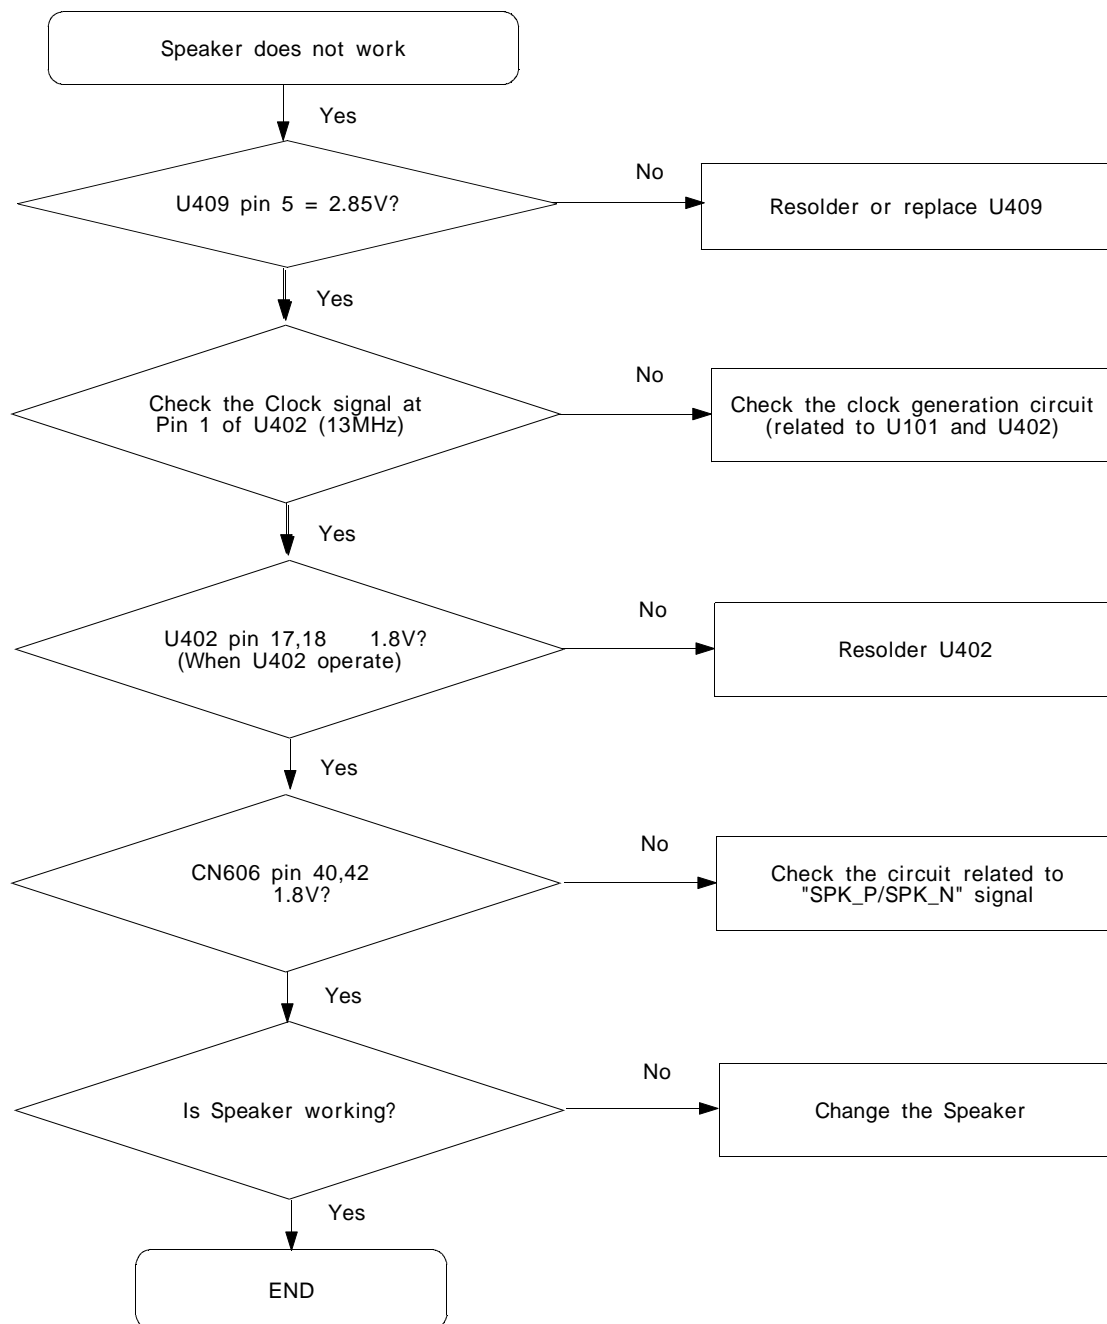 Speaker does not work
Yes
U409 pin 5 = 2.85V?
No
Resolder or replace U409
Yes
Check the Clock signal at
Pin 1 of U402 (13MHz)
No
Check the clock generation circuit
(related to U101 and U402)
Yes
U402 pin 17,18 1.8V?
(When U402 operate)
No
Resolder U402
Yes
CN606 pin 40,42
1.8V?
No
Check the circuit related to
"SPK_P/SPK_N" signal
Yes
Is Speaker working?
No
Change the Speaker
Yes
END